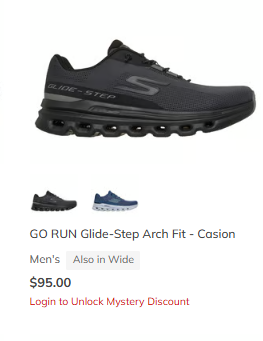 GLIDE-STEP
GO RUN Glide-Step Arch Fit - Casion
Men's Also in Wide
$95.00
Login to Unlock Mystery Discount